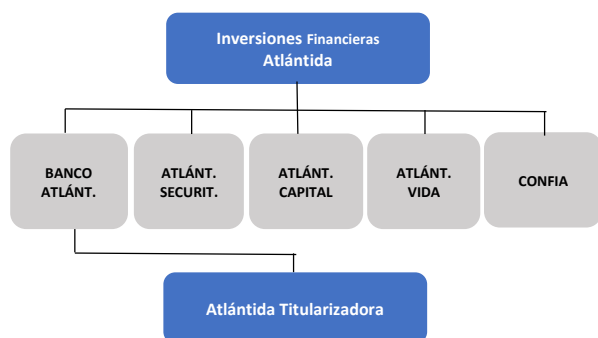 Inversiones Financieras
Atlántida
BANCO
ATLÁNT.
ATLÁNT.
SECURIT.
ATLÁNT.
CAPITAL
ATLÁNT.
VIDA
CONFIA
Atlántida Titularizadora